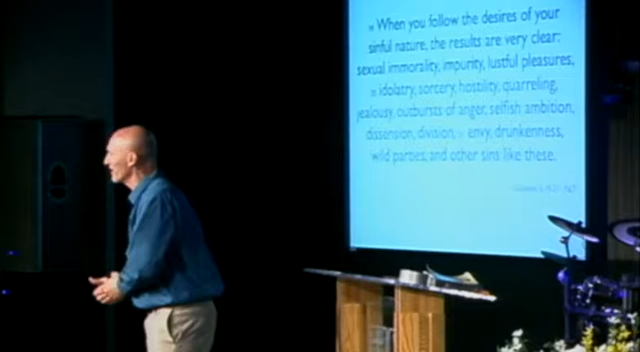 19 When you follow the desires of your
sinful nature, the results are very clear:
sexual immorality, impurity, lustful pleasures,
20 idolatry, sorcery, hostility, quarreling,
jealousy, outbursts of anger, selfish ambition,
dissension, division, 21 envy, drunkenness,
wild parties, and other sins like these.